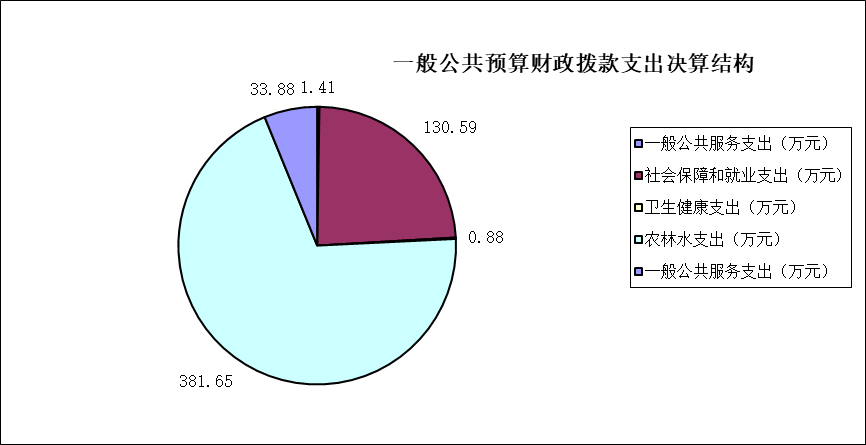 一般公共预算财政拨款支出决算结构
33.88
1.41
130.59
0.88
381.65
一般公共服务支出（万元）
社会保障和就业支出（万元）
卫生健康支出（万元）
农林水支出（万元）
一般公共服务支出（万元）